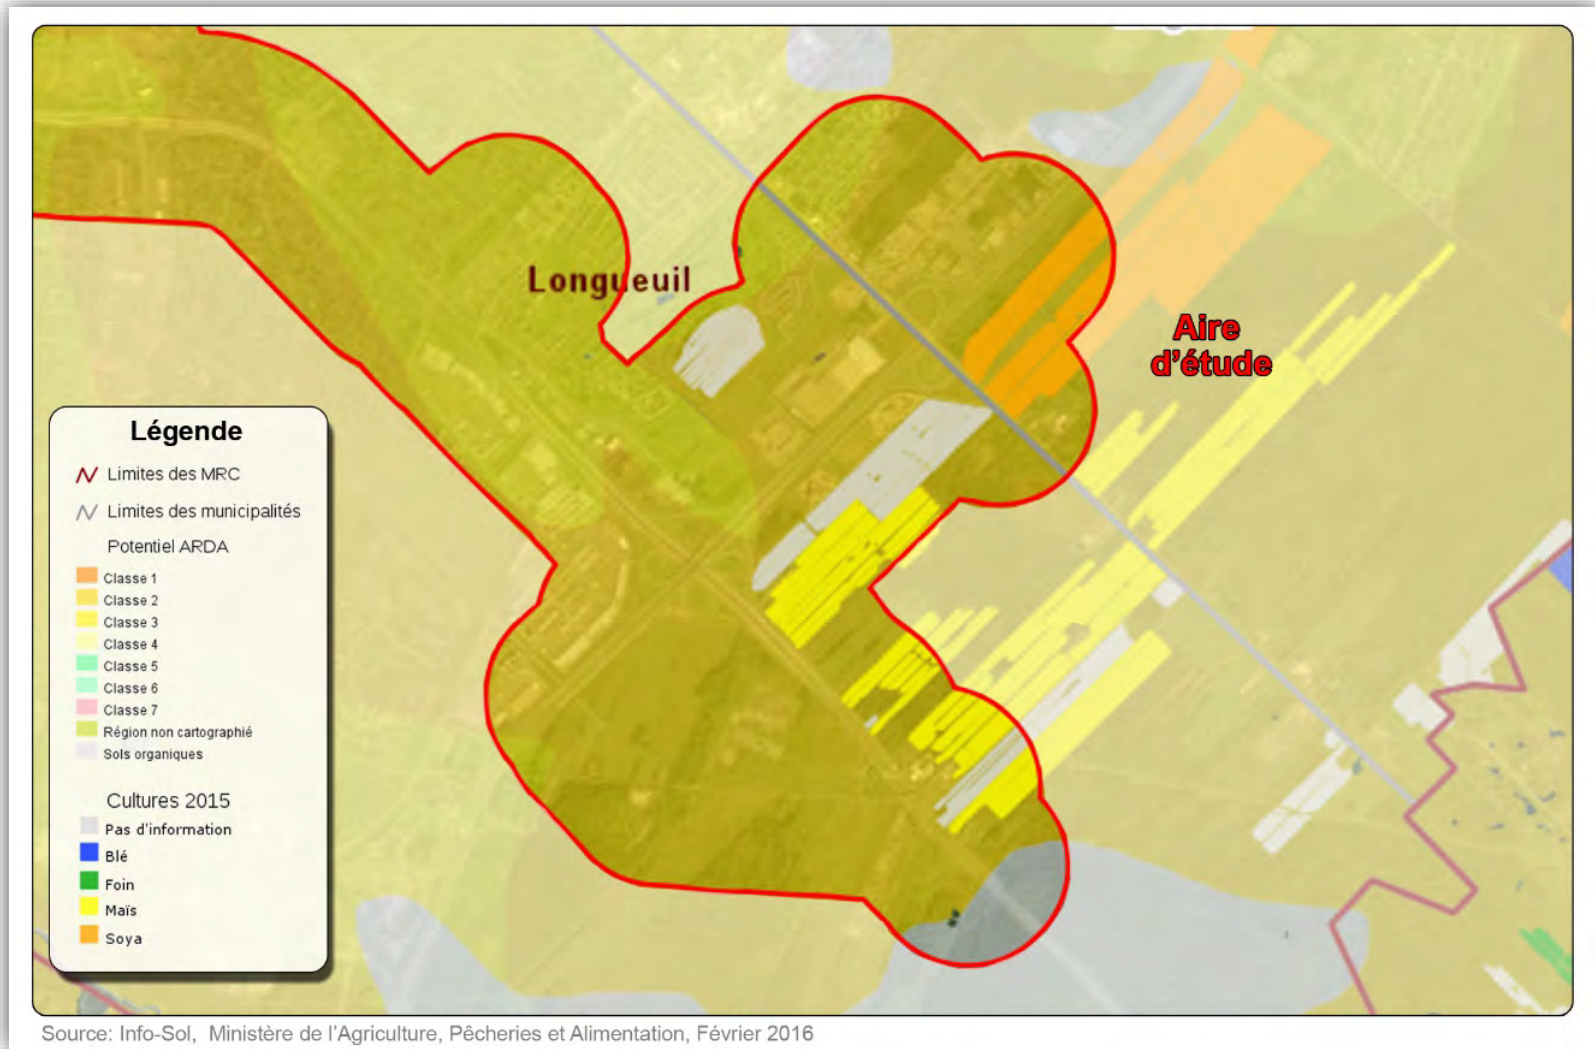 Longueuil
Aire
d'étude
Légende
Limites des MRC
Limites des municipalités
Potentiel ARDA
Classe 1
Classe 2
Classe 3
Classe 4
Classe 5
Classe 6
Classe 7
Région non cartographié
Sols organiques
Cultures 2015
Pas d'information
Blé
Foin
Maïs
Soya
Source: Info-Sol, Ministère de l'Agriculture, Pêcheries et Alimentation, Février 2016